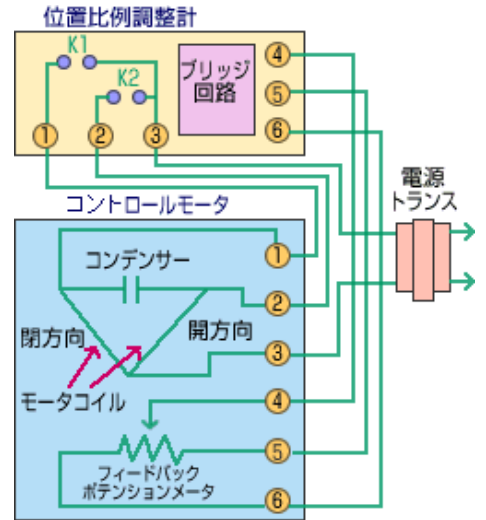 位置比例調整計
K1
K2
ブリッジ
回路
④
⑤
⑥
①
②
③
電源
トランス
コントロールモータ
コンデンサー
①
②
閉方向
開方向
③
モータコイル
④
⑤
フィードバック
ポテンションメータ
⑥